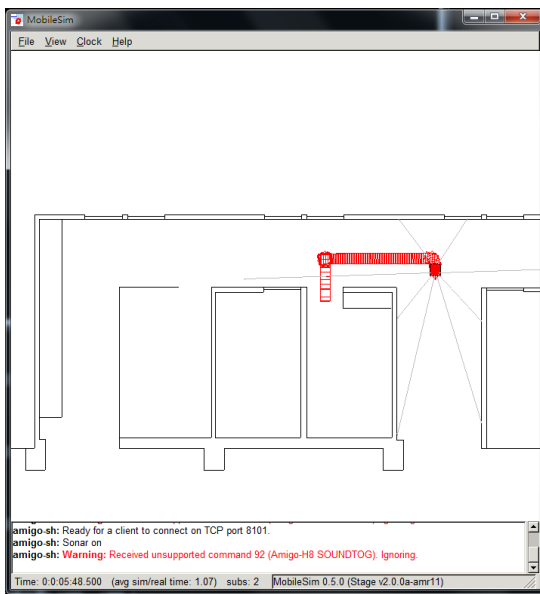 MobileSim
File View Clock Help
amigo-sh: Ready for a client to connect on TCP port 8101.
amigo-sh: Sonar on
amigo-sh: Warning: Received unsupported command 92 (Amigo-H8 SOUNDTOG). Ignoring.
Time: 0:0:05:48.500 (avg sim/real time: 1.07) subs: 2 MobileSim 0.5.0 (Stage v2.0.0a-amr11)